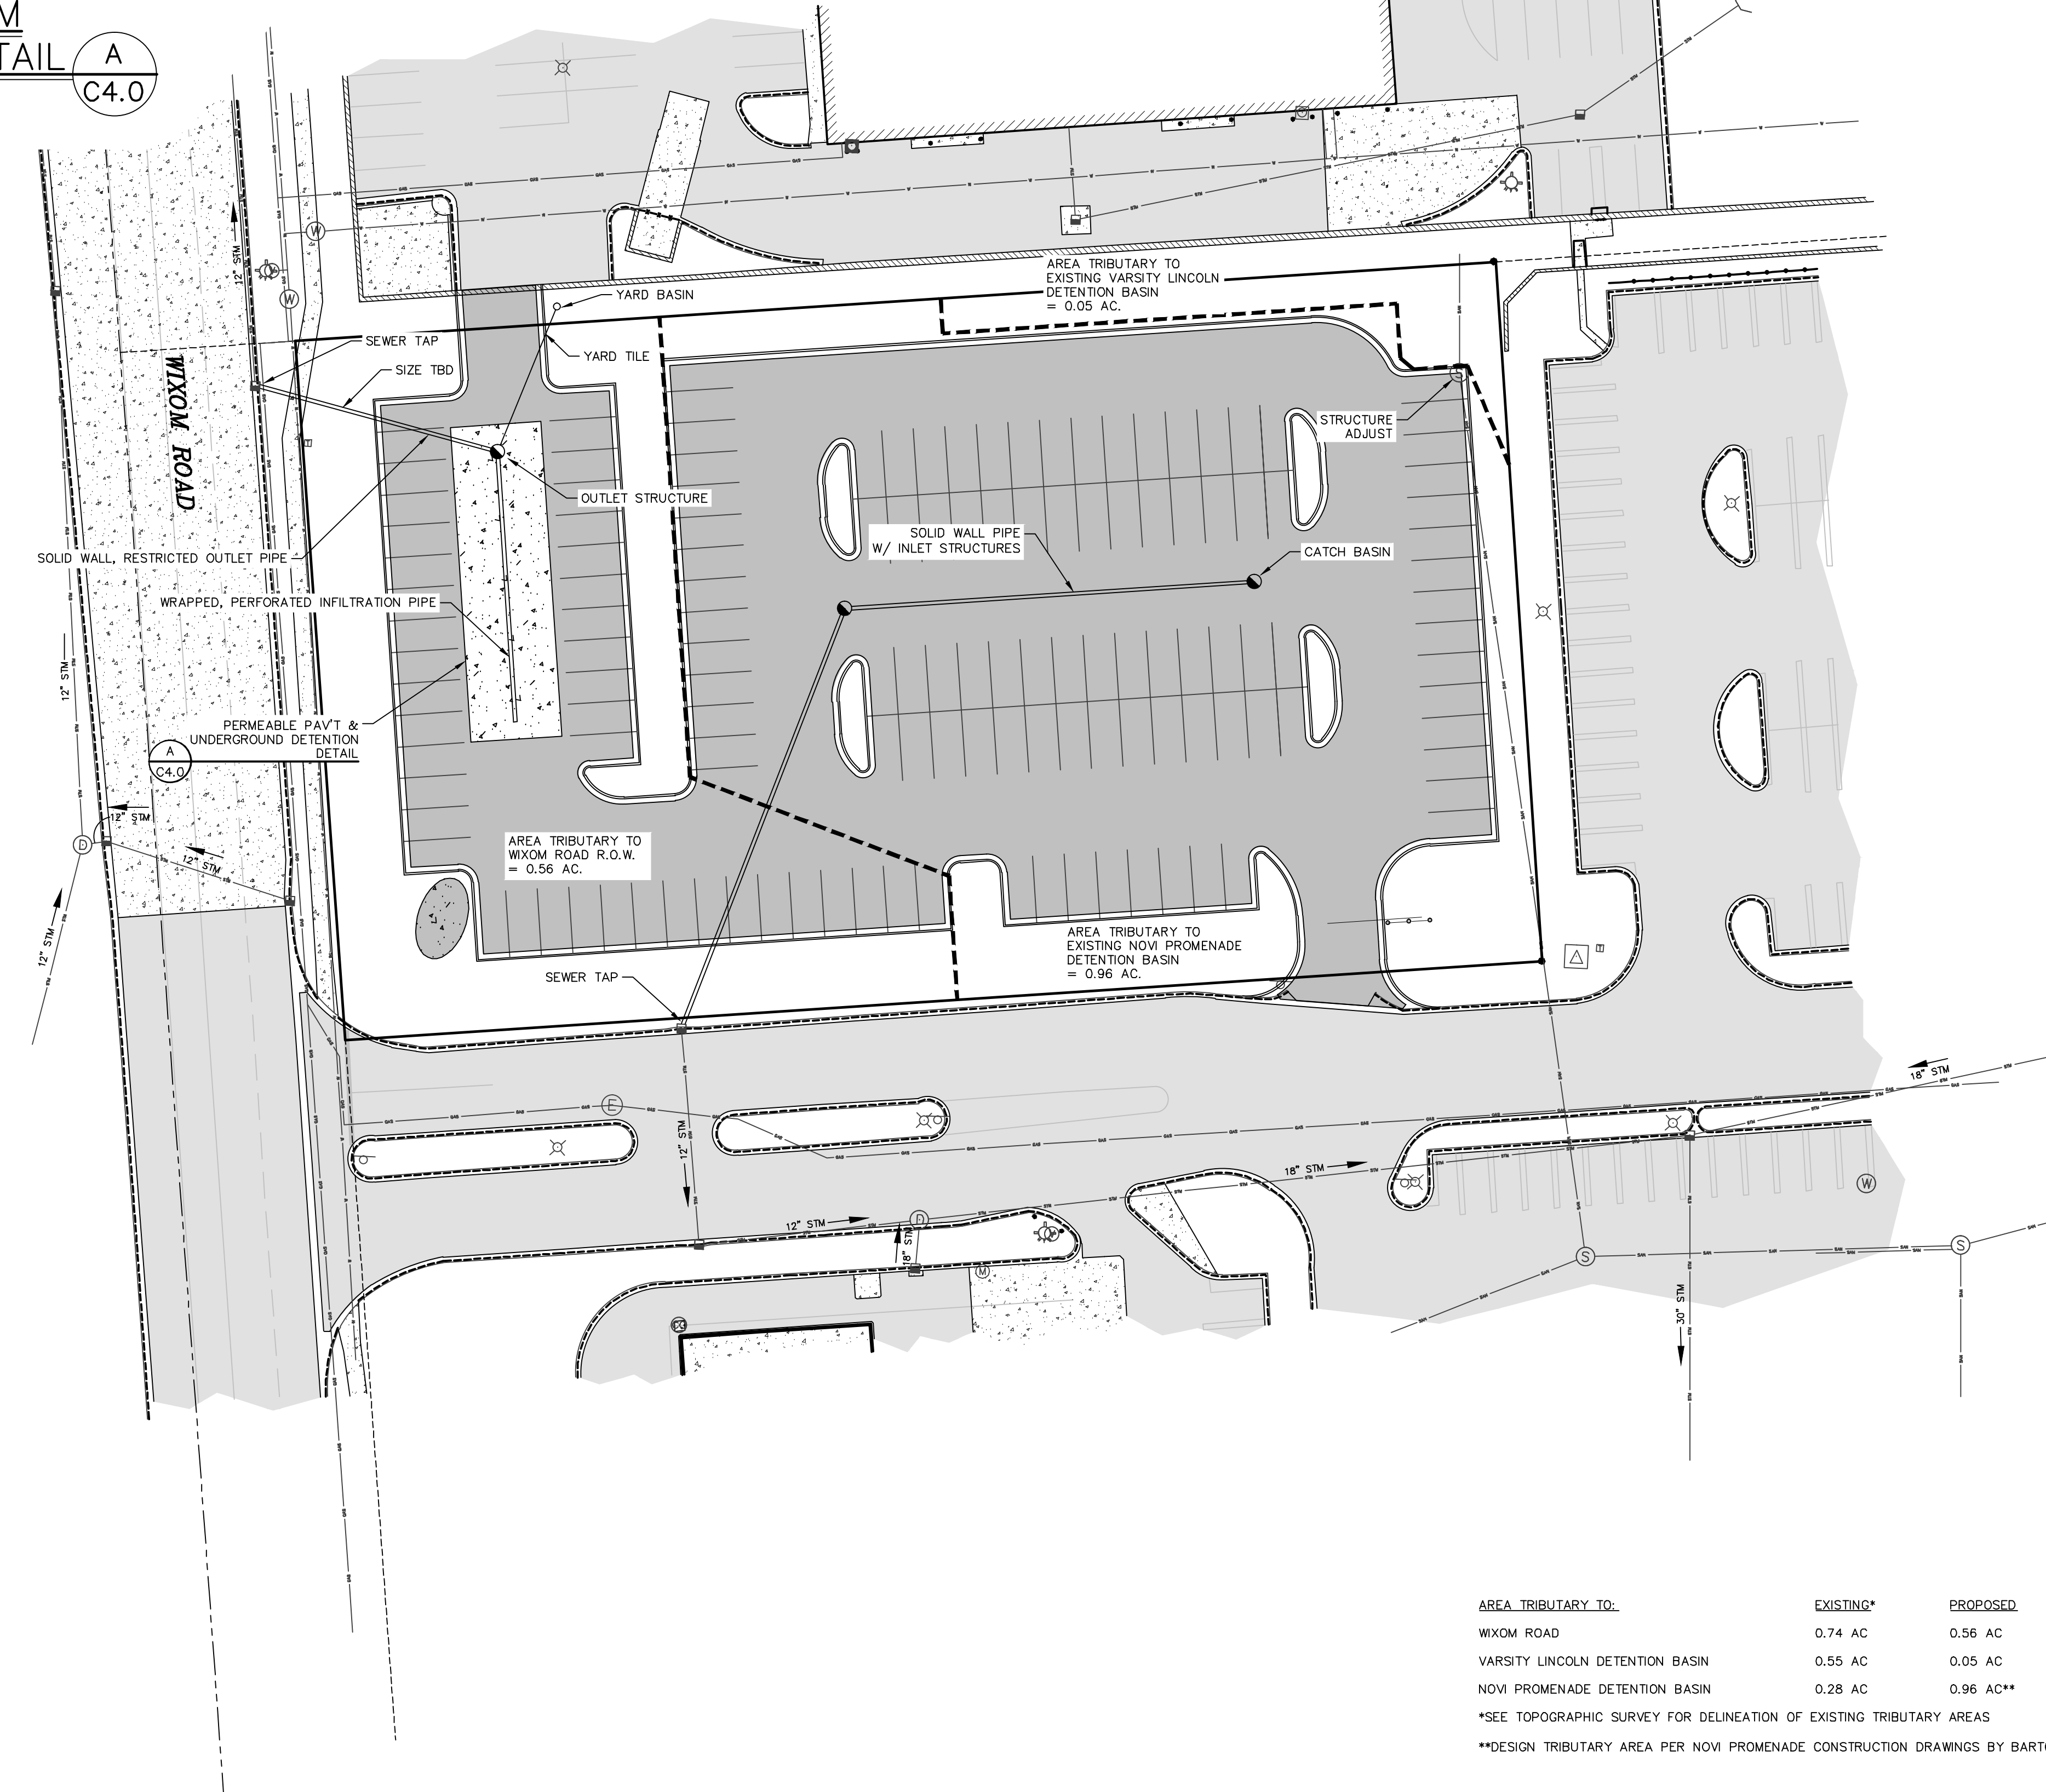 M
TAIL
A
C4.0
12" STM
W
W
YARD BASIN
SEWER TAP
YARD TILE
SIZE TBD
AREA TRIBUTARY TO
EXISTING VARSITY LINCOLN
DETENTION BASIN
= 0.05 AC.
WIXOM ROAD
S
STRUCTURE
ADJUST
OUTLET STRUCTURE
SOLID WALL PIPE
W/ INLET STRUCTURES
CATCH BASIN
SOLID WALL, RESTRICTED OUTLET PIPE
WRAPPED, PERFORATED INFILTRATION PIPE
12" STM
PERMEABLE PAV'T &
UNDERGROUND DETENTION
DETAIL
A
C4.0
12" STM
D
12" STM
12" STM
AREA TRIBUTARY TO
WIXOM ROAD R.O.W.
= 0.56 AC.
AREA TRIBUTARY TO
EXISTING NOVI PROMENADE
DETENTION BASIN
= 0.96 AC.
SEWER TAP
T
T
E
12" STM
18" STM
18" STM
W
12" STM
D
18" STM
M
S
S
30" STM
AREA TRIBUTARY TO: EXISTING* PROPOSED
WIXOM ROAD 0.74 AC 0.56 AC
VARSITY LINCOLN DETENTION BASIN 0.55 AC 0.05 AC
NOVI PROMENADE DETENTION BASIN 0.28 AC 0.96 AC**
*SEE TOPOGRAPHIC SURVEY FOR DELINEATION OF EXISTING TRIBUTARY AREAS
**DESIGN TRIBUTARY AREA PER NOVI PROMENADE CONSTRUCTION DRAWINGS BY